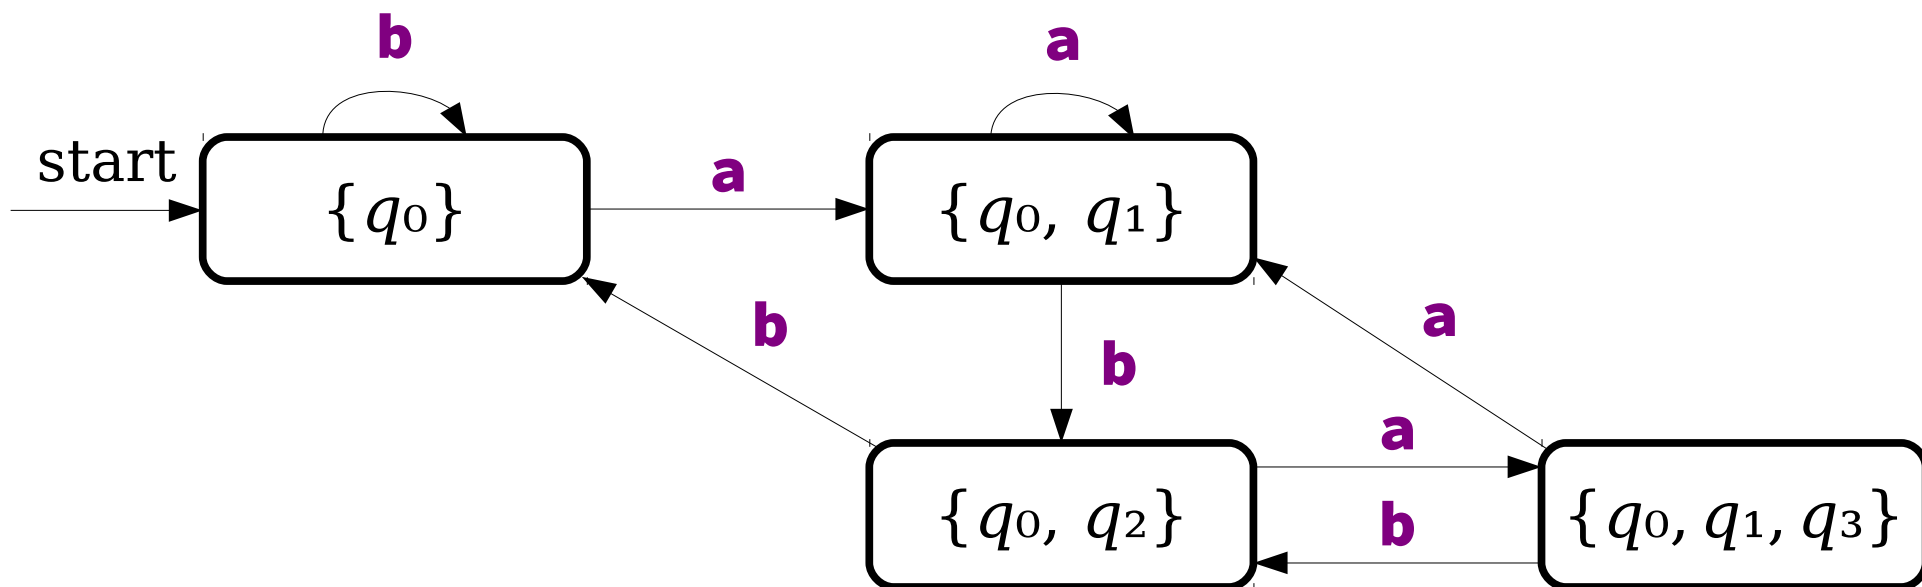 b
a
start
a
{q₀}
{q₀, q₁}
b
a
b
a
{q₀, q₂}
b
{q₀, q₁, q₃}